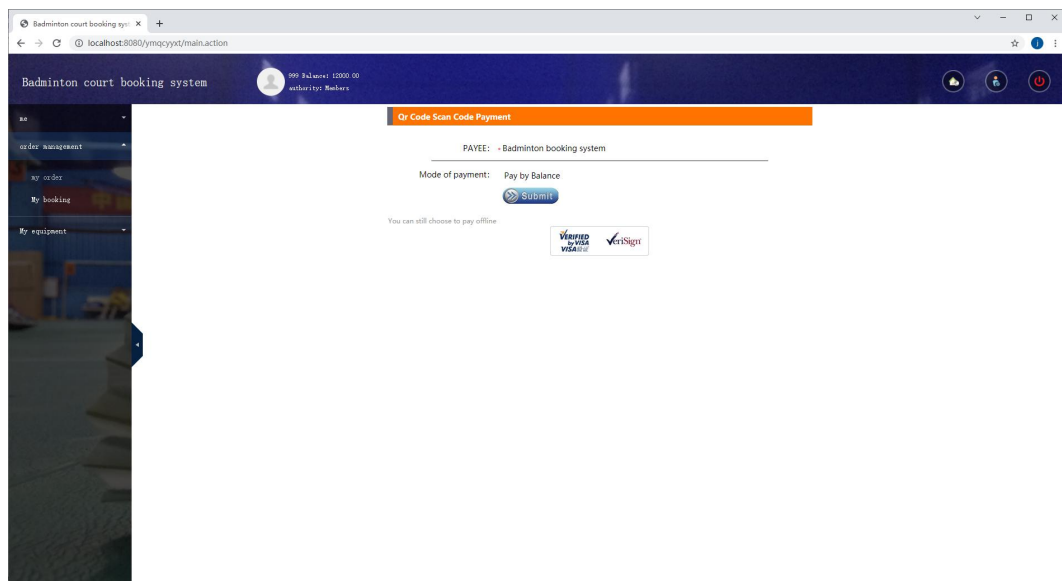 Badminton court booking syst
localhost:8080/ymqcyyxt/main.action
Badminton court booking system
999 Balance: 12000.00
authority: Members
me
order management
my order
My booking
My equipment
Qr Code Scan Code Payment
PAYEE: - Badminton booking system
Mode of payment: Pay by Balance
Submit
You can still choose to pay offline
VERIFIED
by VISA
VISA
VeriSign